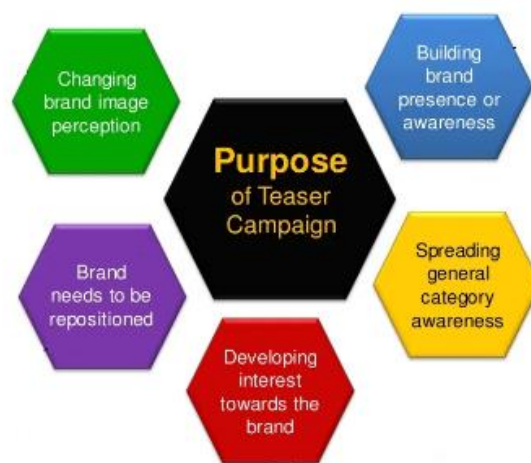 Changing
brand image
perception
Building
brand
presence or
awareness
Purpose
of Teaser
Campaign
Brand
needs to be
repositioned
Spreading
general
category
awareness
Developing
interest
towards the
brand